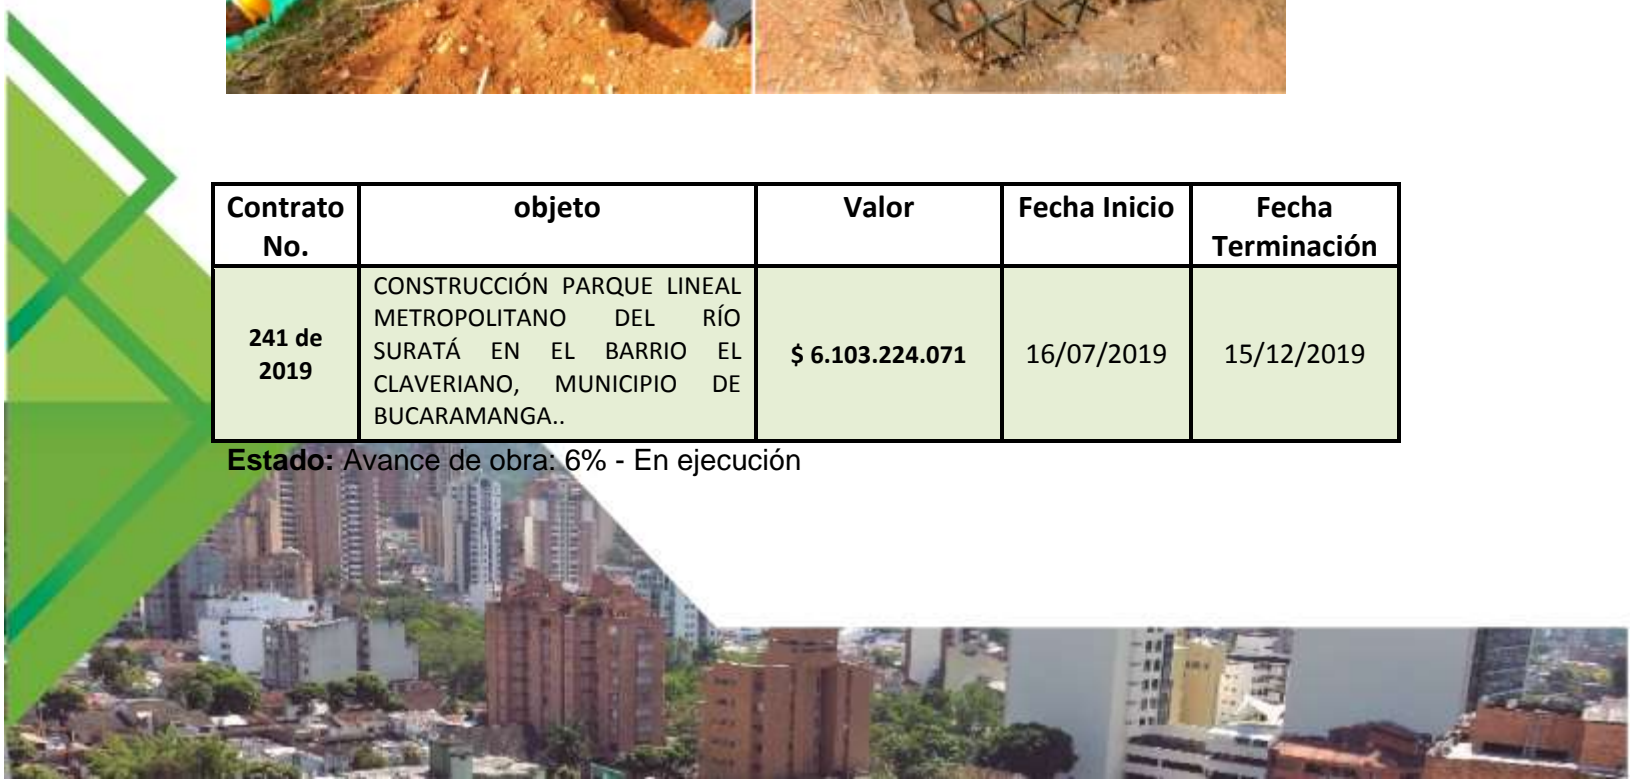 Contrato No.
objeto
Valor
Fecha Inicio
Fecha Terminación
241 de 2019
CONSTRUCCIÓN PARQUE LINEAL
METROPOLITANO DEL RÍO
SURATÁ EN EL BARRIO EL
CLAVERIANO, MUNICIPIO DE
BUCARAMANGA..
$ 6.103.224.071
16/07/2019
15/12/2019
Estado: Avance de obra: 6% - En ejecución